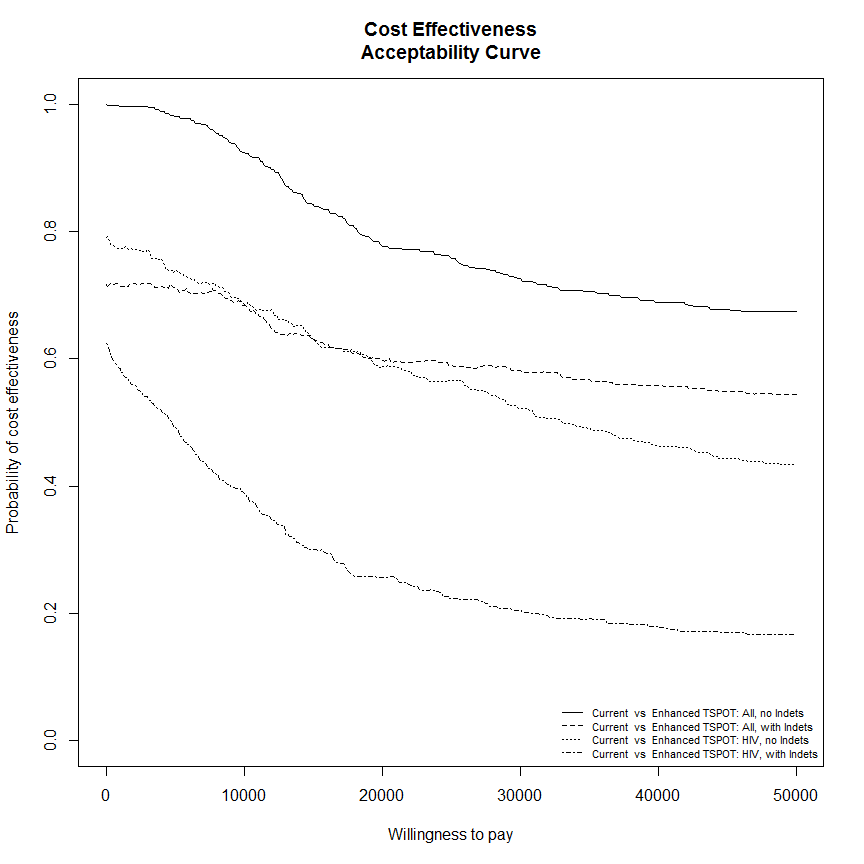 Cost Effectiveness
Acceptability Curve
Probability of cost effectiveness
1.0
0.8
0.6
0.4
0.2
0.0
Current vs Enhanced TSPOT: All, no Indets
Current vs Enhanced TSPOT: All, with Indets
Current vs Enhanced TSPOT: HIV, no Indets
Current vs Enhanced TSPOT: HIV, with Indets
0 10000 20000 30000 40000 50000
Willingness to pay